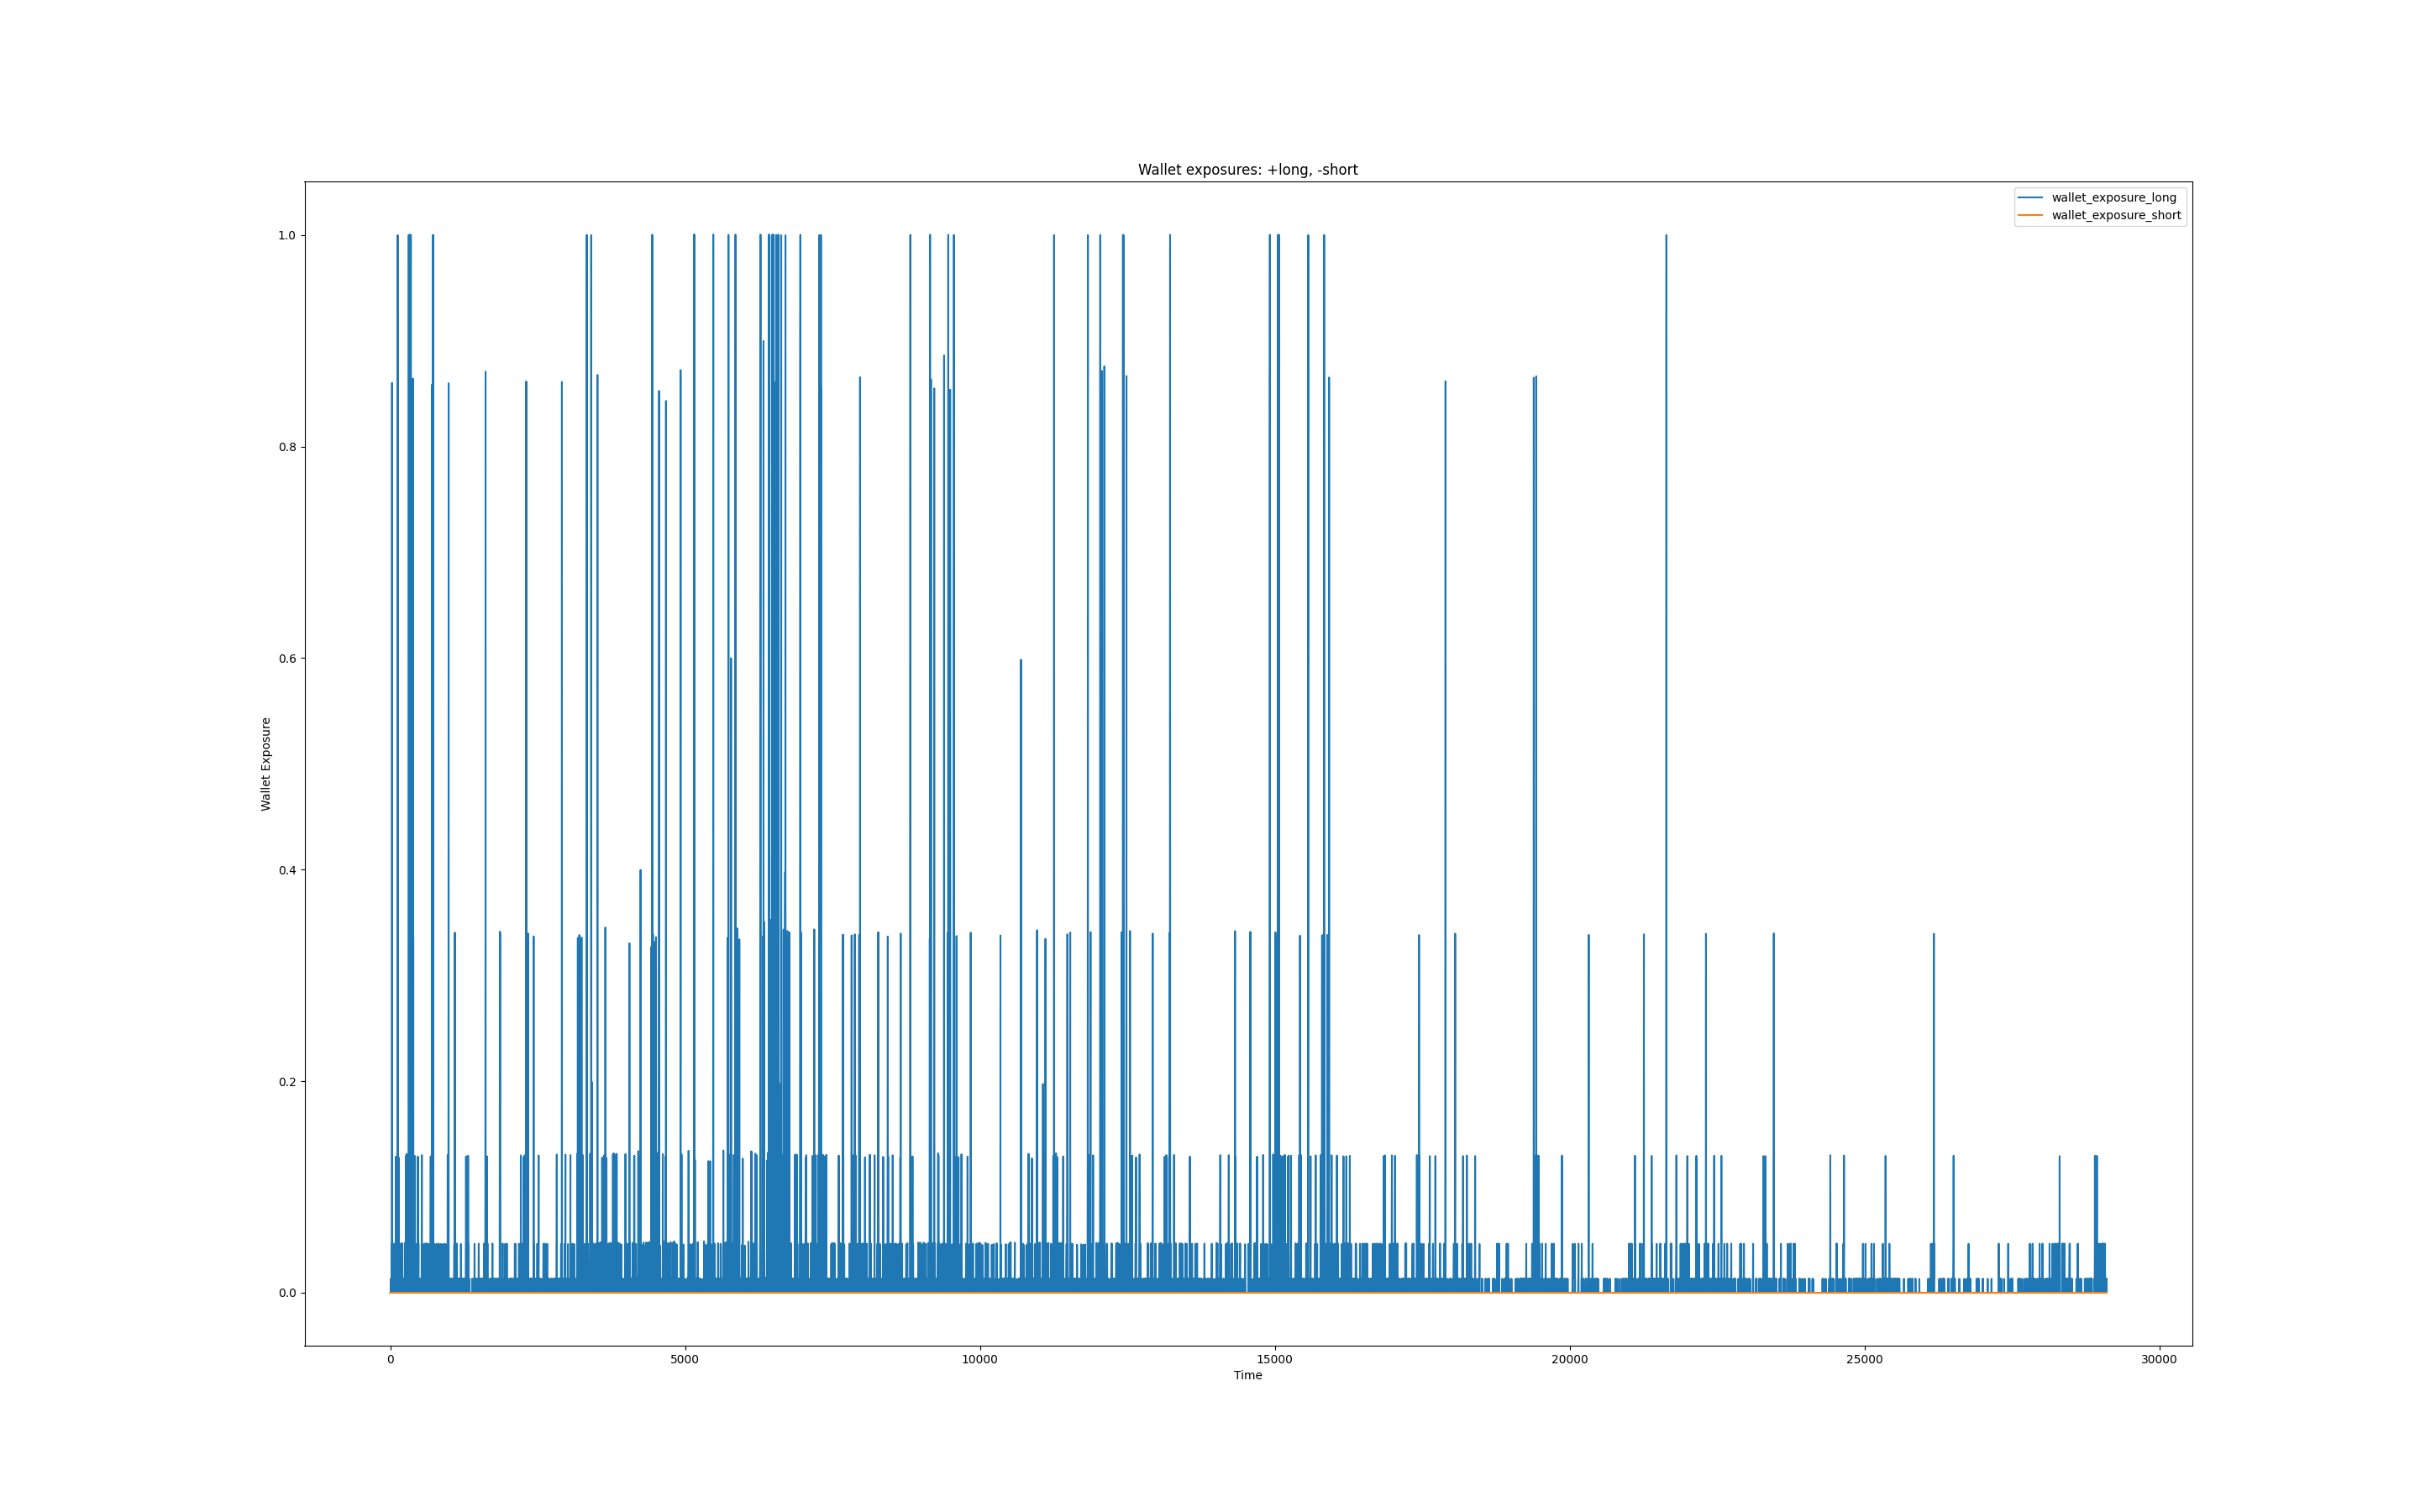 Wallet exposures: +long, -short
wallet_exposure_long
wallet_exposure_short
1.0
0.8
0.6
0.4
0.2
0.0
Wallet Exposure
0 5000 10000 15000 20000 25000 30000
Time